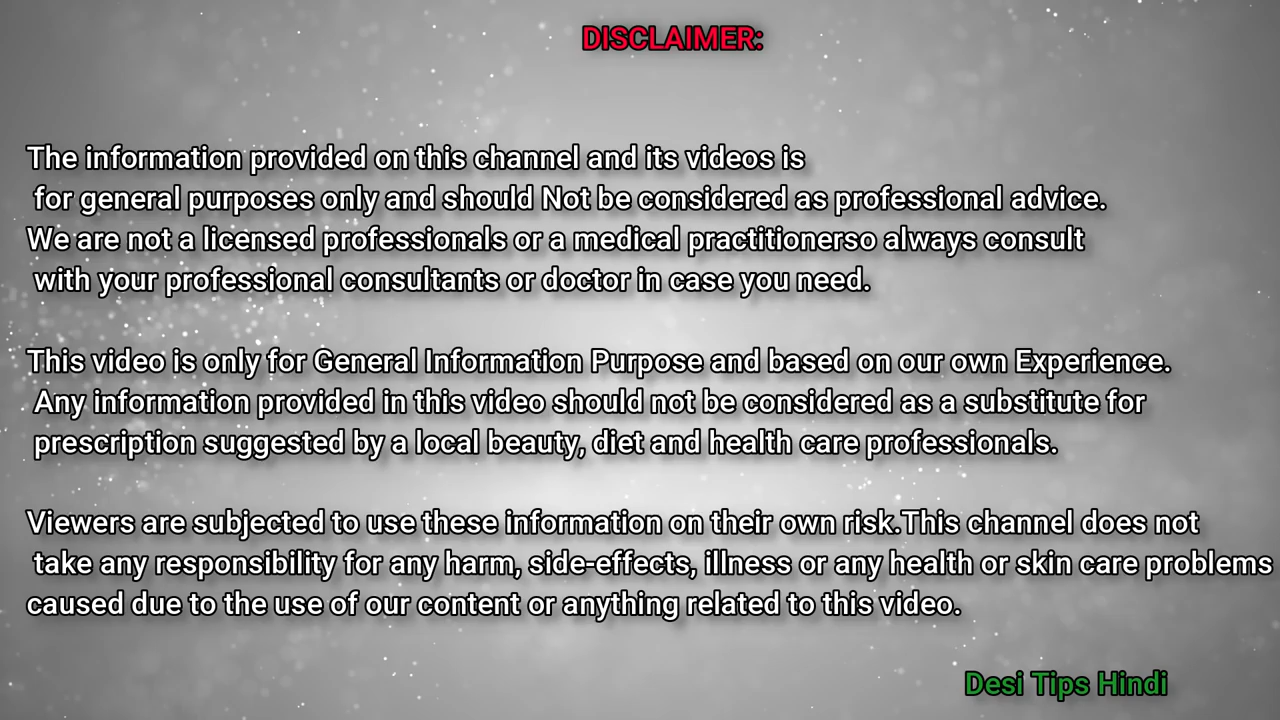 DISCLAIMER:
The information provided on this channel and its videos is
for general purposes only and should Not be considered as professional advice.
We are not a licensed professionals or a medical practitionerso always consult
with your professional consultants or doctor in case you need.
This video is only for General Information Purpose and based on our own Experience.
Any information provided in this video should not be considered as a substitute for
prescription suggested by a local beauty, diet and health care professionals.
Viewers are subjected to use these information on their own risk.This channel does not
take any responsibility for any harm, side-effects, illness or any health or skin care problems
caused due to the use of our content or anything related to this video.
Desi Tips Hindi